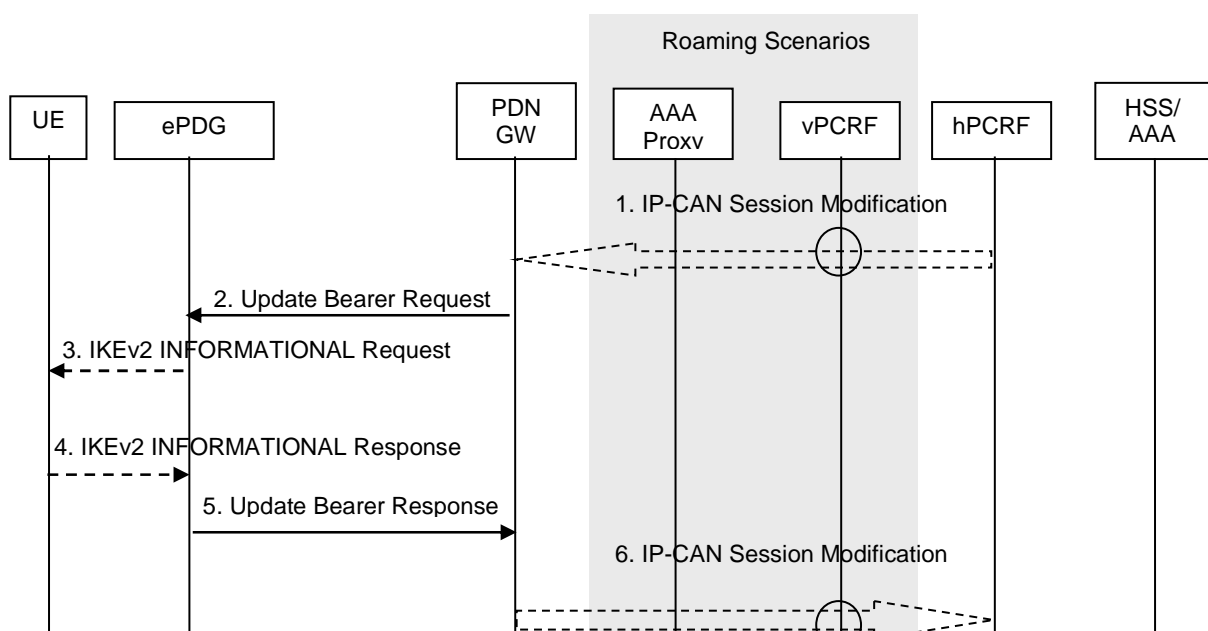 Roaming Scenarios
UE
ePDG
PDN
GW
AAA
Proxv
vPCRF
hPCRF
HSS/
AAA
1. IP-CAN Session Modification
2. Update Bearer Request
3. IKEv2 INFORMATIONAL Request
4. IKEv2 INFORMATIONAL Response
5. Update Bearer Response
6. IP-CAN Session Modification